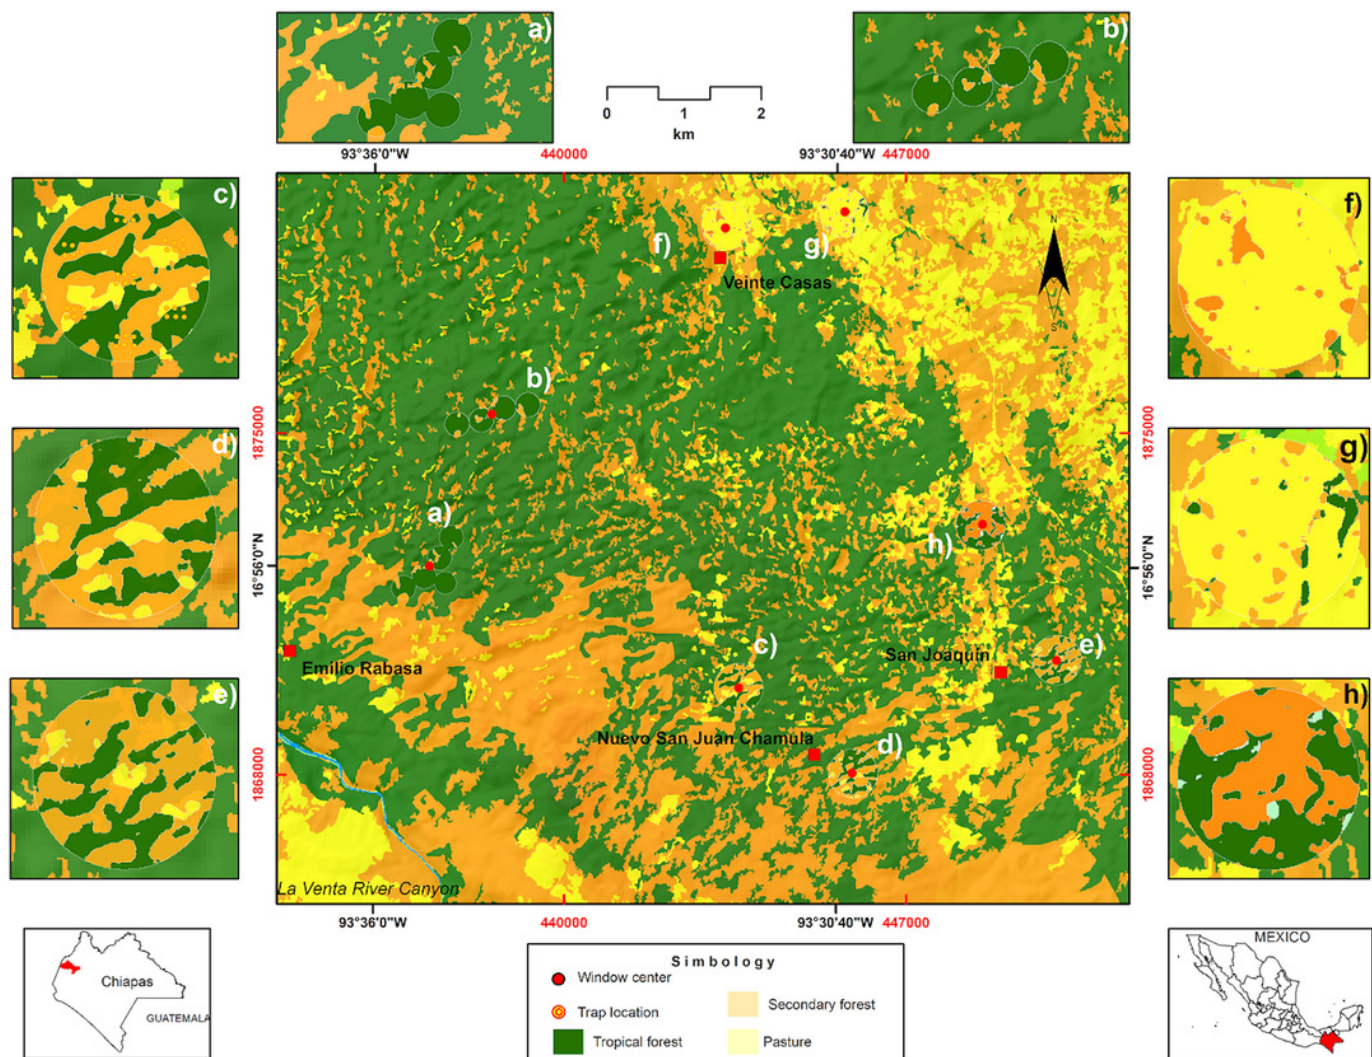 a)
b)
0 1 2
km
93°36'0"W 440000 93°30'40"W 447000
c)
f)
N
S
f)
g)
Veinte Casas
b)
1875000
1875000
d)
g)
a)
h)
16°56'0"N
16°56'0"N
c)
San Joaquín
e)
Emilio Rabasa
e)
h)
Nuevo San Juan Chamula
d)
1868000
1868000
La Venta River Canyon
93°36'0"W 440000 93°30'40"W 447000
Chiapas
GUATEMALA
Simbology
Window center
Trap location
Tropical forest
Secondary forest
Pasture
MEXICO